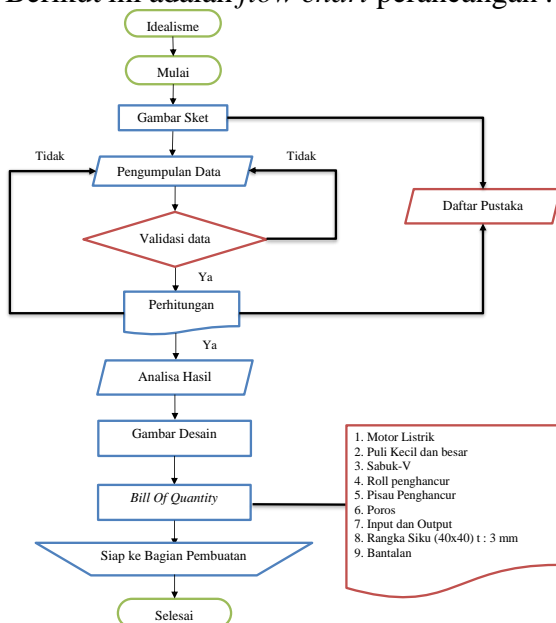 Berikut ini adalah flow chart perancangan :
Idealisme
Mulai
Gambar Sket
Tidak
Tidak
Pengumpulan Data
Daftar Pustaka
Validasi data
Ya
Perhitungan
Ya
Analisa Hasil
Gambar Desain
Bill Of Quantity
1. Motor Listrik
2. Puli Kecil dan besar
3. Sabuk-V
4. Roll penghancur
5. Pisau Penghancur
6. Poros
7. Input dan Output
8. Rangka Siku (40x40) t : 3 mm
9. Bantalan
Siap ke Bagian Pembuatan
Selesai